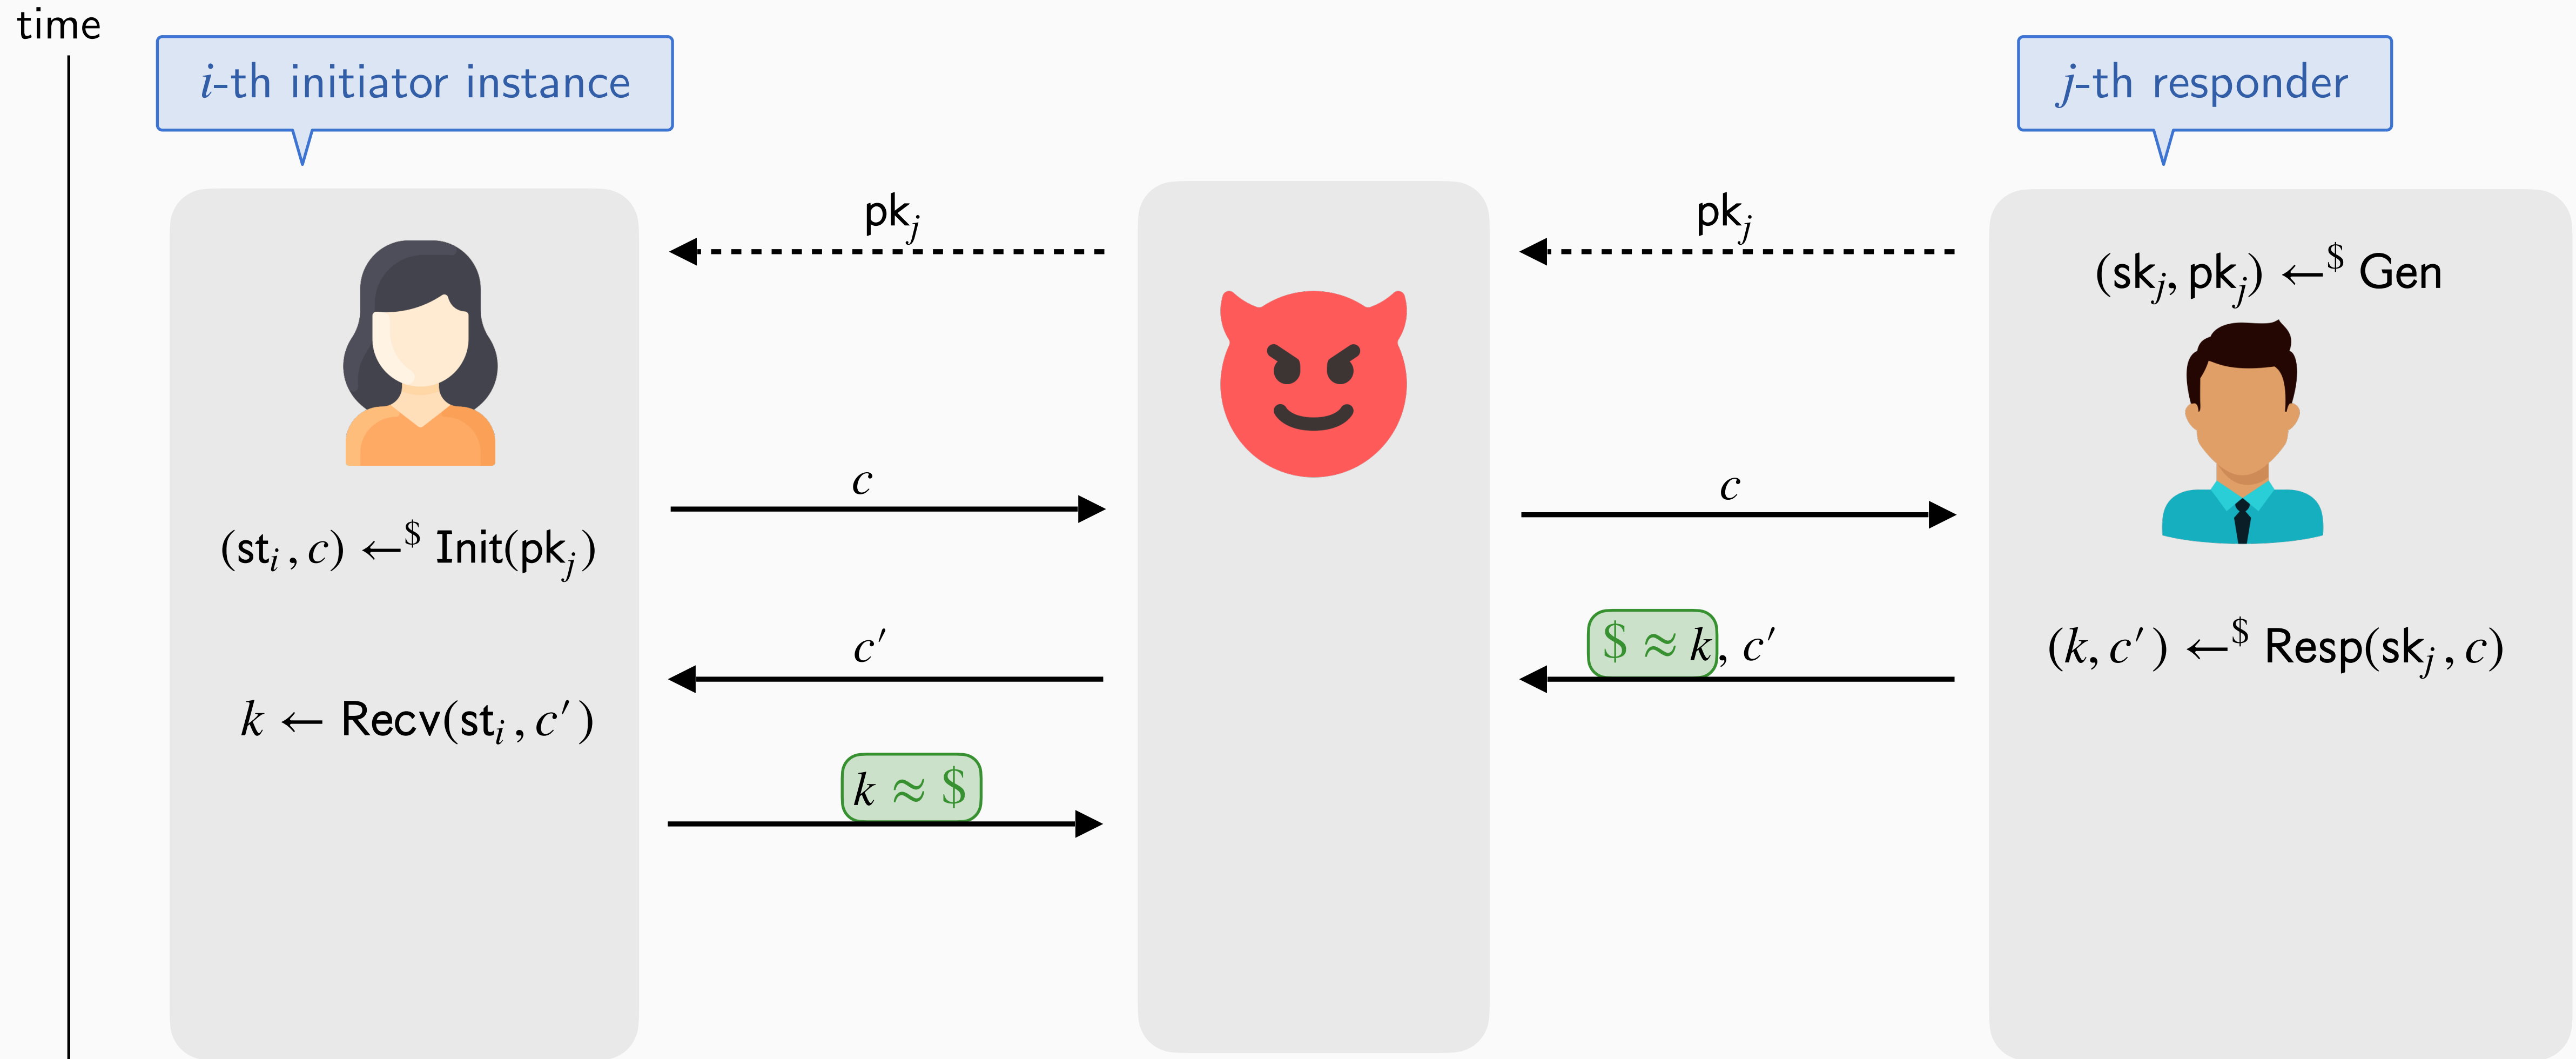 time
i-th initiator instance
j-th responder
pk_j
pk_j
(sk_j, pk_j) ←$ Gen
c
c
(st_i, c) ←$ Init(pk_j)
c′
$ ≈ k, c′
(k, c′) ←$ Resp(sk_j, c)
k ← Recv(st_i, c′)
k ≈ $